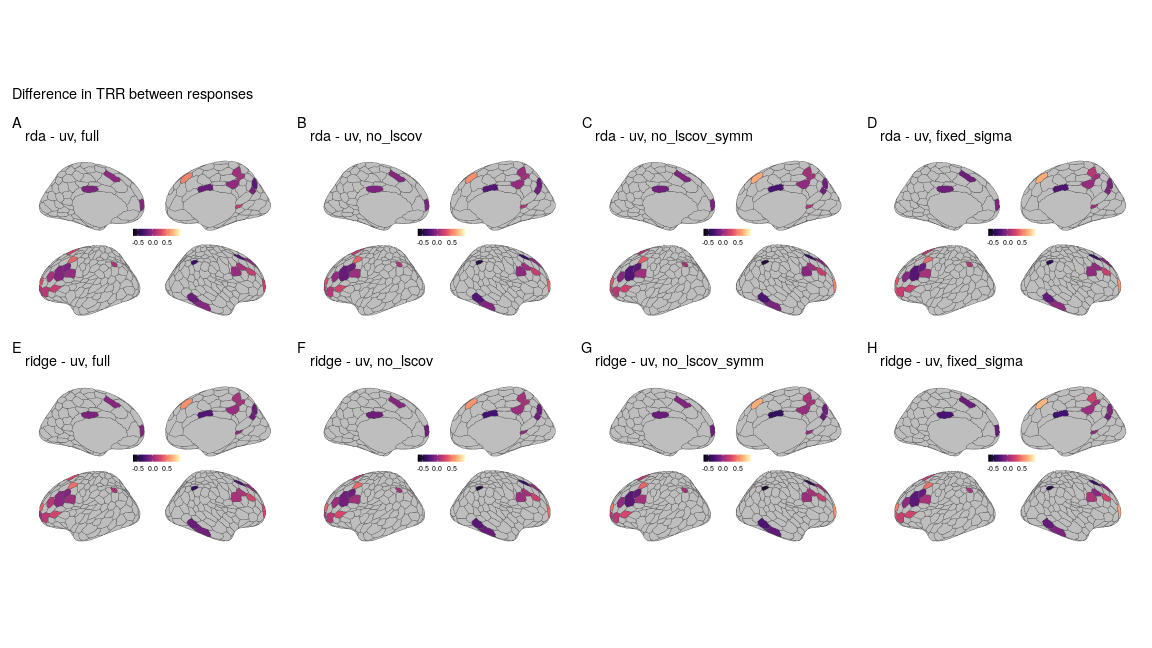 Difference in TRR between responses
A
rda - uv, full
B
rda - uv, no_lscov
C
rda - uv, no_lscov_symm
D
rda - uv, fixed_sigma
-0.5 0.0 0.5
-0.5 0.0 0.5
-0.5 0.0 0.5
-0.5 0.0 0.5
E
ridge - uv, full
F
ridge - uv, no_lscov
G
ridge - uv, no_lscov_symm
H
ridge - uv, fixed_sigma
-0.5 0.0 0.5
-0.5 0.0 0.5
-0.5 0.0 0.5
-0.5 0.0 0.5